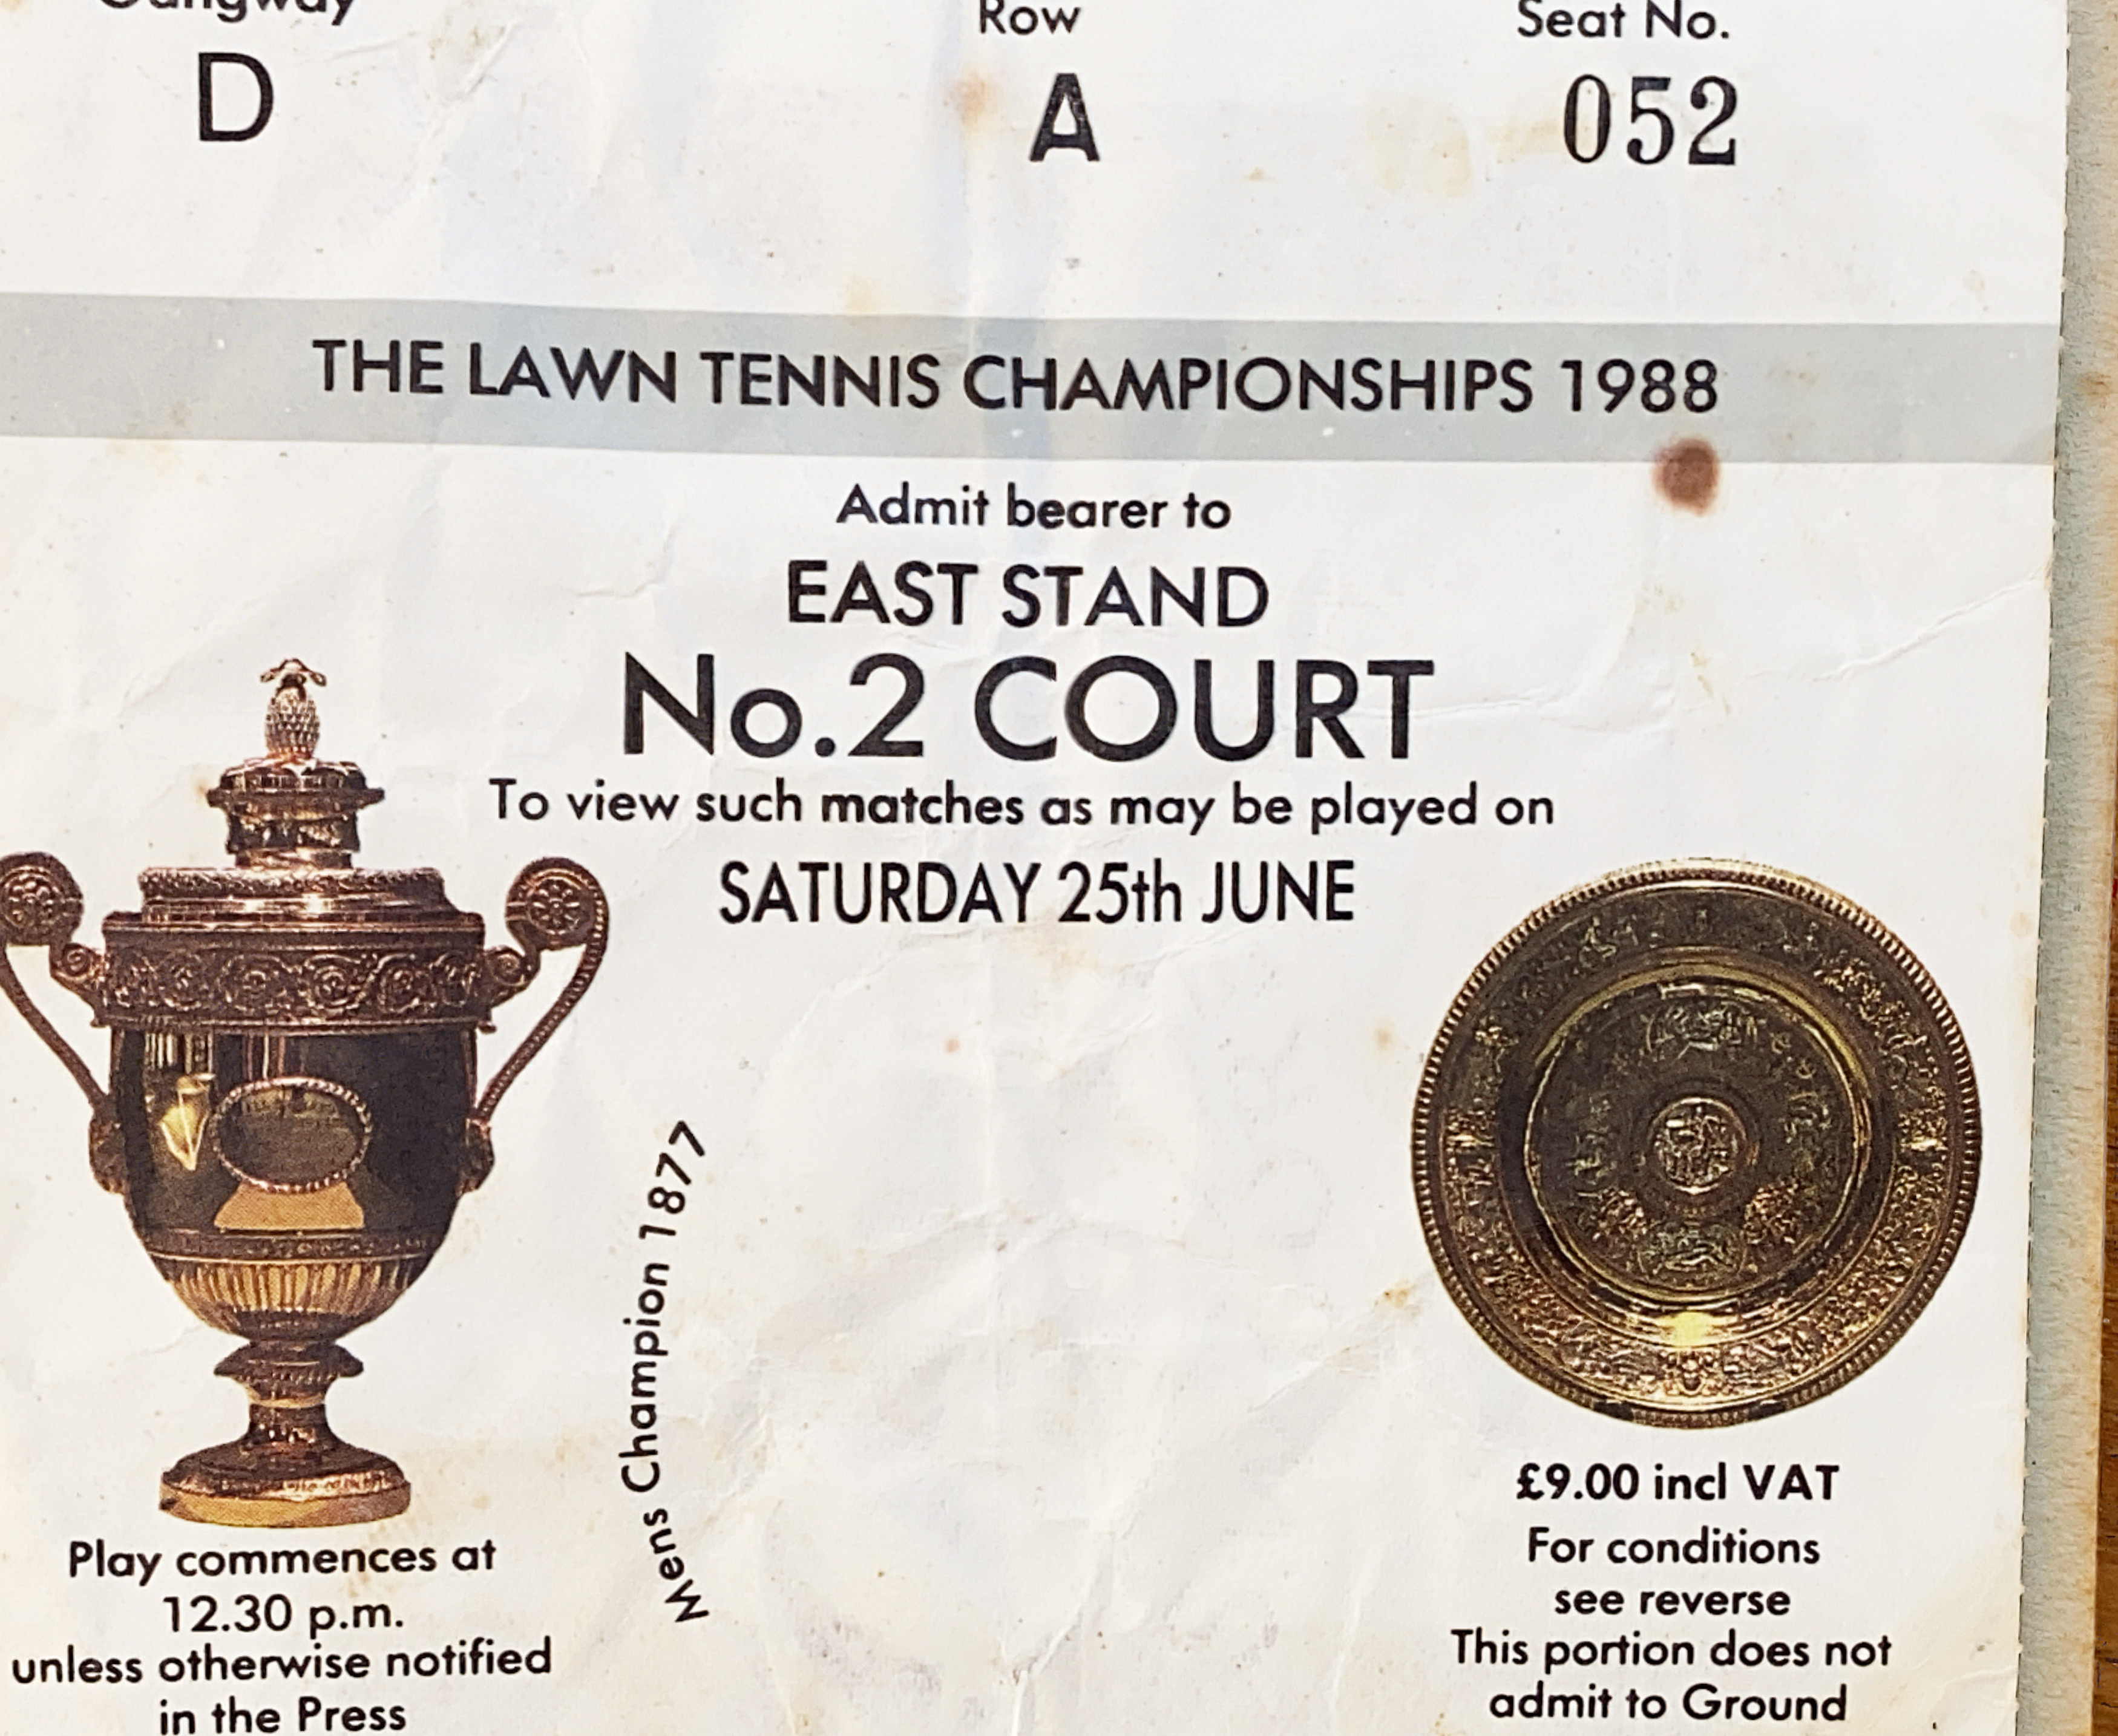 Gangway Row Seat No.
D A 052
THE LAWN TENNIS CHAMPIONSHIPS 1988
Admit bearer to
EAST STAND
No.2 COURT
To view such matches as may be played on
SATURDAY 25th JUNE
Mens Champion 1877
Play commences at
12.30 p.m.
unless otherwise notified
in the Press
£9.00 incl VAT
For conditions
see reverse
This portion does not
admit to Ground